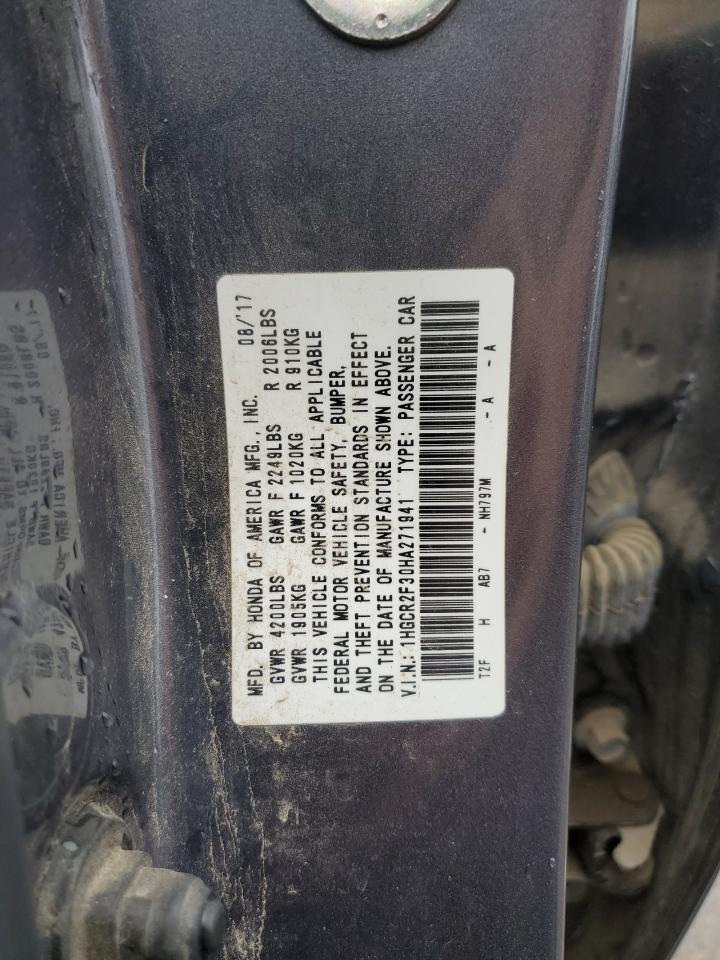 MFD. BY HONDA OF AMERICA MFG., INC. 08/'17
GVWR 4200LBS GAWR F 2249LBS R 2006LBS
GVWR 1905KG GAWR F 1020KG R 910KG
THIS VEHICLE CONFORMS TO ALL APPLICABLE
FEDERAL MOTOR VEHICLE SAFETY, BUMPER,
AND THEFT PREVENTION STANDARDS IN EFFECT
ON THE DATE OF MANUFACTURE SHOWN ABOVE.
V.I.N.: 1HGCR2F30HA271941 TYPE: PASSENGER CAR
T2F H AB7 - NH797M - A - A